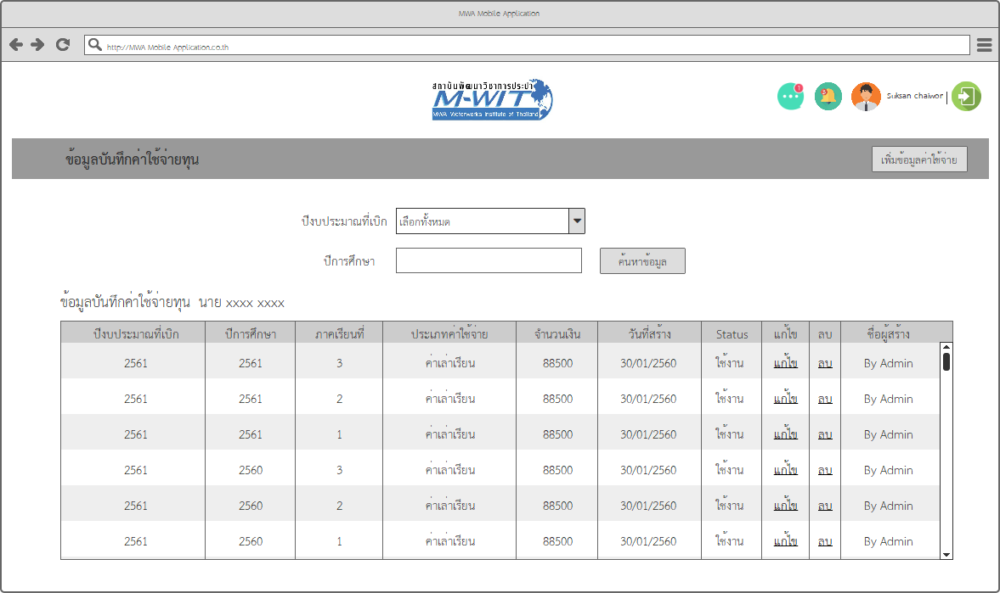 MWA Mobile Application
http://MWA Mobile Application.co.th
สถาบันพัฒนาวิชาการประปา
M-WIT
MWA Waterworks Institute of Thailand
1
3
Suksan chaiwon |
ข้อมูลบันทึกค่าใช้จ่ายทุน
เพิ่มข้อมูลค่าใช้จ่าย
ปีงบประมาณที่เบิก เลือกทั้งหมด
ปีการศึกษา ค้นหาข้อมูล
ข้อมูลบันทึกค่าใช้จ่ายทุน นาย xxxx xxxx
ปีงบประมาณที่เบิก ปีการศึกษา ภาคเรียนที่ ประเภทค่าใช้จ่าย จำนวนเงิน วันที่สร้าง Status แก้ไข ลบ ชื่อผู้สร้าง
2561 2561 3 ค่าเล่าเรียน 88500 30/01/2560 ใช้งาน แก้ไข ลบ By Admin
2561 2561 2 ค่าเล่าเรียน 88500 30/01/2560 ใช้งาน แก้ไข ลบ By Admin
2561 2561 1 ค่าเล่าเรียน 88500 30/01/2560 ใช้งาน แก้ไข ลบ By Admin
2561 2560 3 ค่าเล่าเรียน 88500 30/01/2560 ใช้งาน แก้ไข ลบ By Admin
2561 2560 2 ค่าเล่าเรียน 88500 30/01/2560 ใช้งาน แก้ไข ลบ By Admin
2561 2560 1 ค่าเล่าเรียน 88500 30/01/2560 ใช้งาน แก้ไข ลบ By Admin